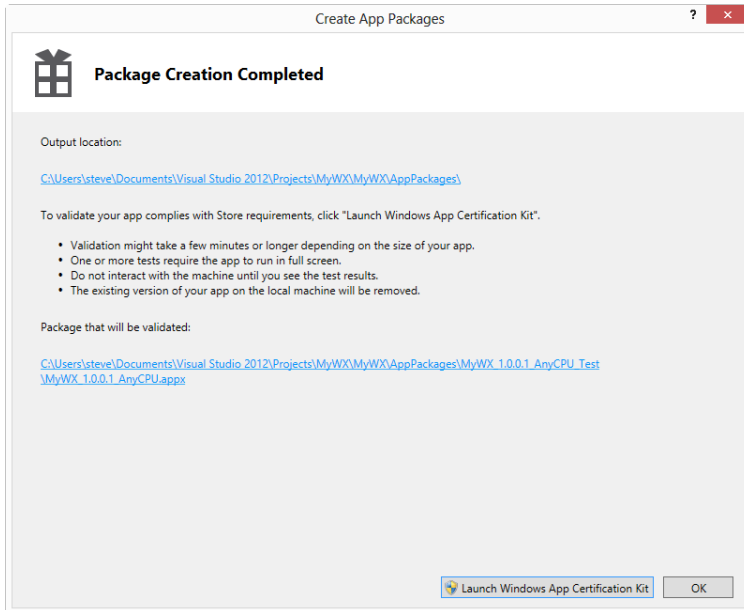 Create App Packages
?
Package Creation Completed
Output location:
C:\Users\steve\Documents\Visual Studio 2012\Projects\MyWX\MyWX\AppPackages\
To validate your app complies with Store requirements, click "Launch Windows App Certification Kit".
• Validation might take a few minutes or longer depending on the size of your app.
• One or more tests require the app to run in full screen.
• Do not interact with the machine until you see the test results.
• The existing version of your app on the local machine will be removed.
Package that will be validated:
C:\Users\steve\Documents\Visual Studio 2012\Projects\MyWX\MyWX\AppPackages\MyWX_1.0.0.1_AnyCPU_Test
\MyWX_1.0.0.1_AnyCPU.appx
Launch Windows App Certification Kit
OK